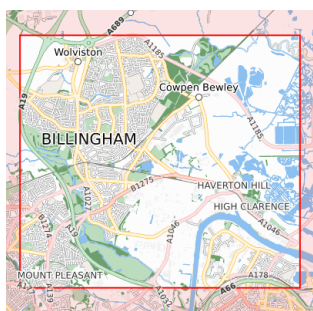 A689
Wolviston
A1185
Cowpen Bewley
A19
A1185
BILLINGHAM
B1275
HAVERTON HILL
A1027
HIGH CLARENCE
B1274
A19
A1046
A1046
MOUNT PLEASANT
A178
A139
A1032
A66